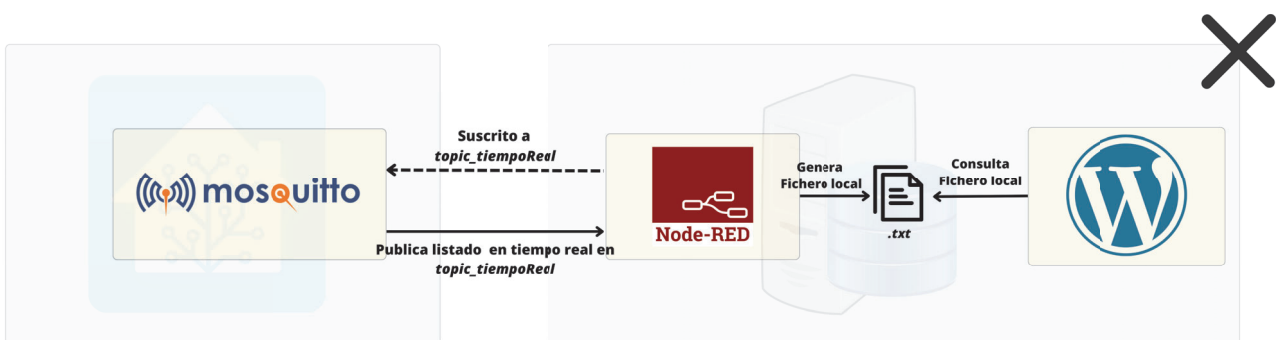 Suscrito a
topic_tiempoReal
mosquitto
Publica listado en tiempo real en
topic_tiempoReal
Node-RED
Genera
Fichero local
.txt
Consulta
Fichero local
W